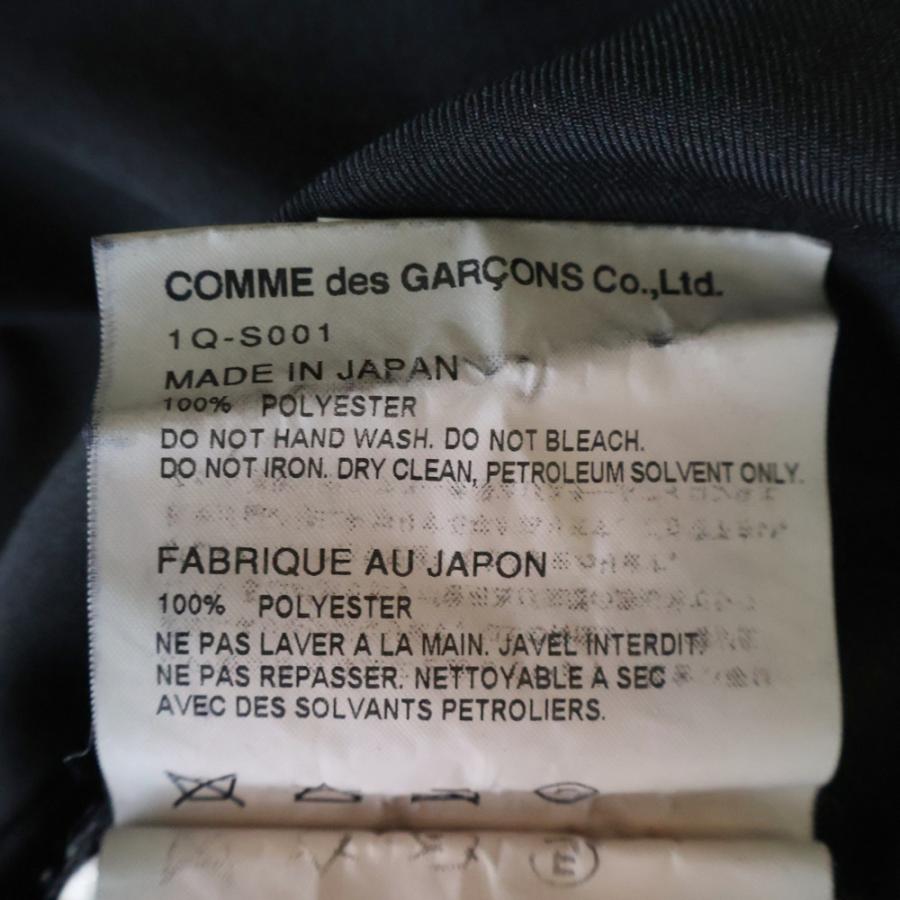 COMME des GARÇONS Co.,Ltd.
1Q-S001
MADE IN JAPAN
100% POLYESTER
DO NOT HAND WASH. DO NOT BLEACH.
DO NOT IRON. DRY CLEAN, PETROLEUM SOLVENT ONLY.
FABRIQUE AU JAPON
100% POLYESTER
NE PAS LAVER A LA MAIN. JAVEL INTERDIT
NE PAS REPASSER. NETTOYABLE A SEC
AVEC DES SOLVANTS PETROLIERS.
E